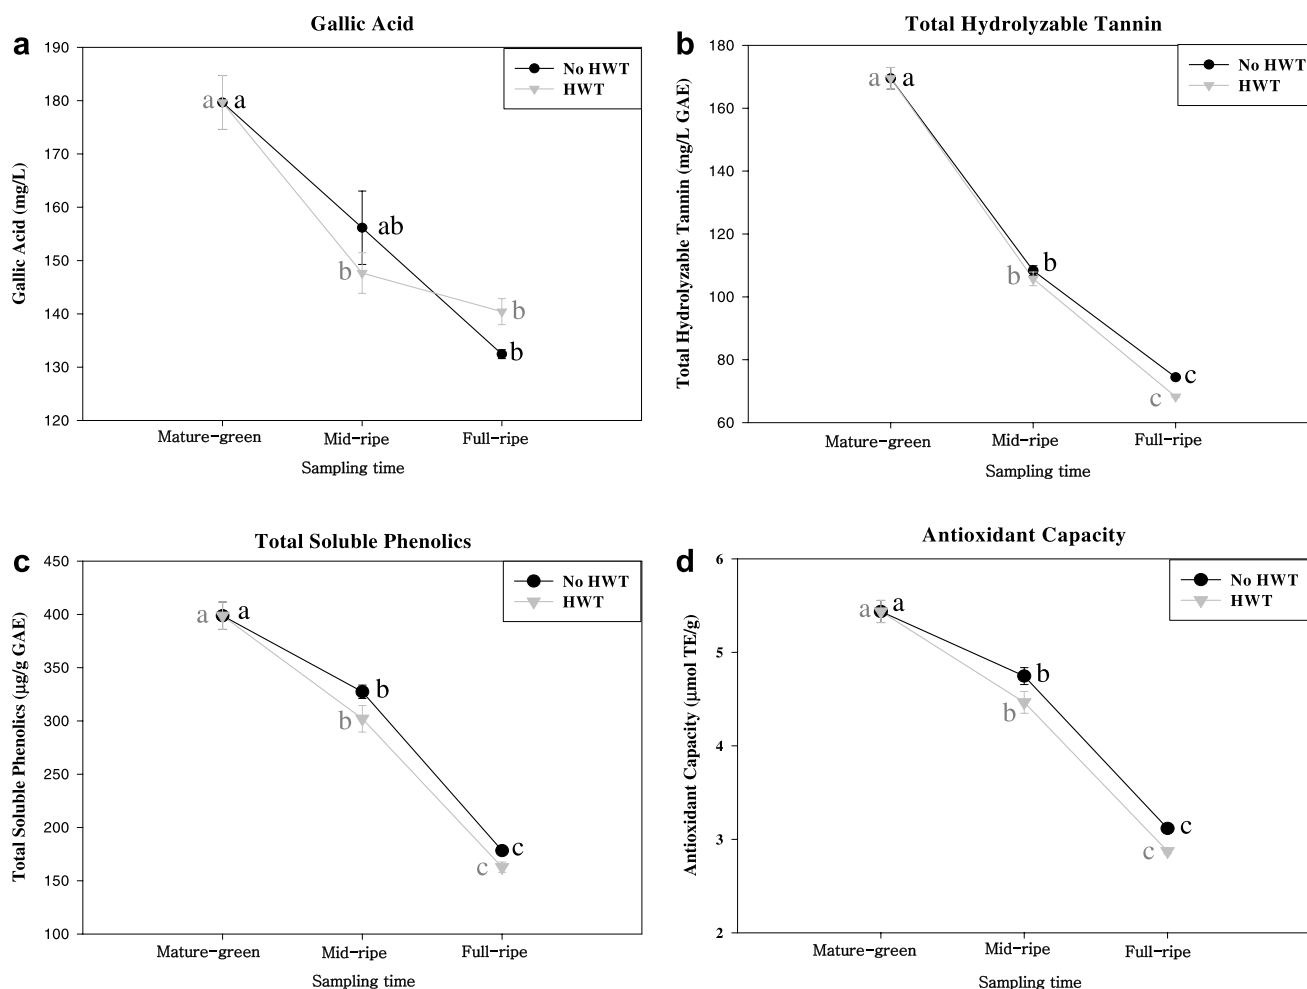 a
Gallic Acid
190
180
170
160
150
140
130
120
Gallic Acid (mg/L)
No HWT
HWT
a a
ab
b
b
b
Mature-green Mid-ripe Full-ripe
Sampling time
b
Total Hydrolyzable Tannin
180
160
140
120
100
80
60
Total Hydrolyzable Tannin (mg/L GAE)
No HWT
HWT
a a
b
b
c
c
Mature-green Mid-ripe Full-ripe
Sampling time
c
Total Soluble Phenolics
450
400
350
300
250
200
150
100
Total Soluble Phenolics (µg/g GAE)
No HWT
HWT
a a
b
b
c
c
Mature-green Mid-ripe Full-ripe
Sampling time
d
Antioxidant Capacity
6
5
4
3
2
Antioxidant Capacity (µmol TE/g)
No HWT
HWT
a a
b
b
c
c
Mature-green Mid-ripe Full-ripe
Sampling time